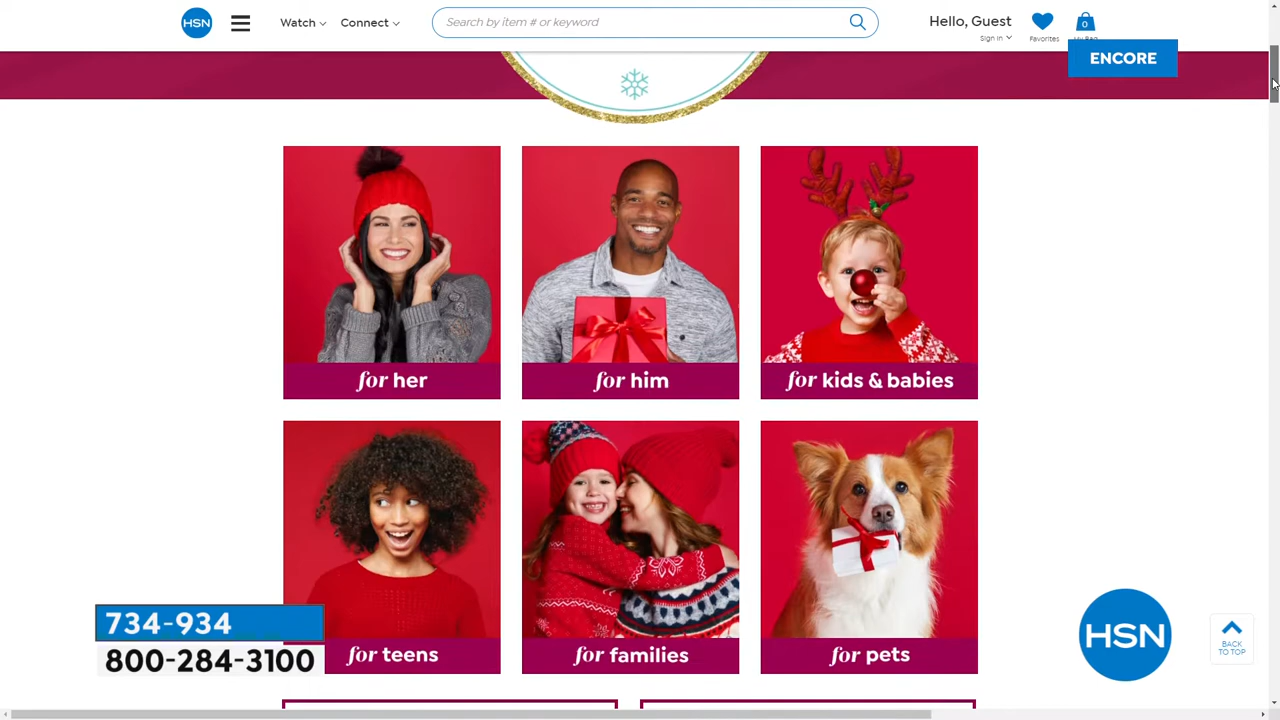 HSN
Watch
Connect
Search by item # or keyword
Hello, Guest
Sign In
Favorites
0
My Bag
ENCORE
for her
for him
for kids & babies
for teens
for families
for pets
734-934
800-284-3100
HSN
BACK
TO TOP